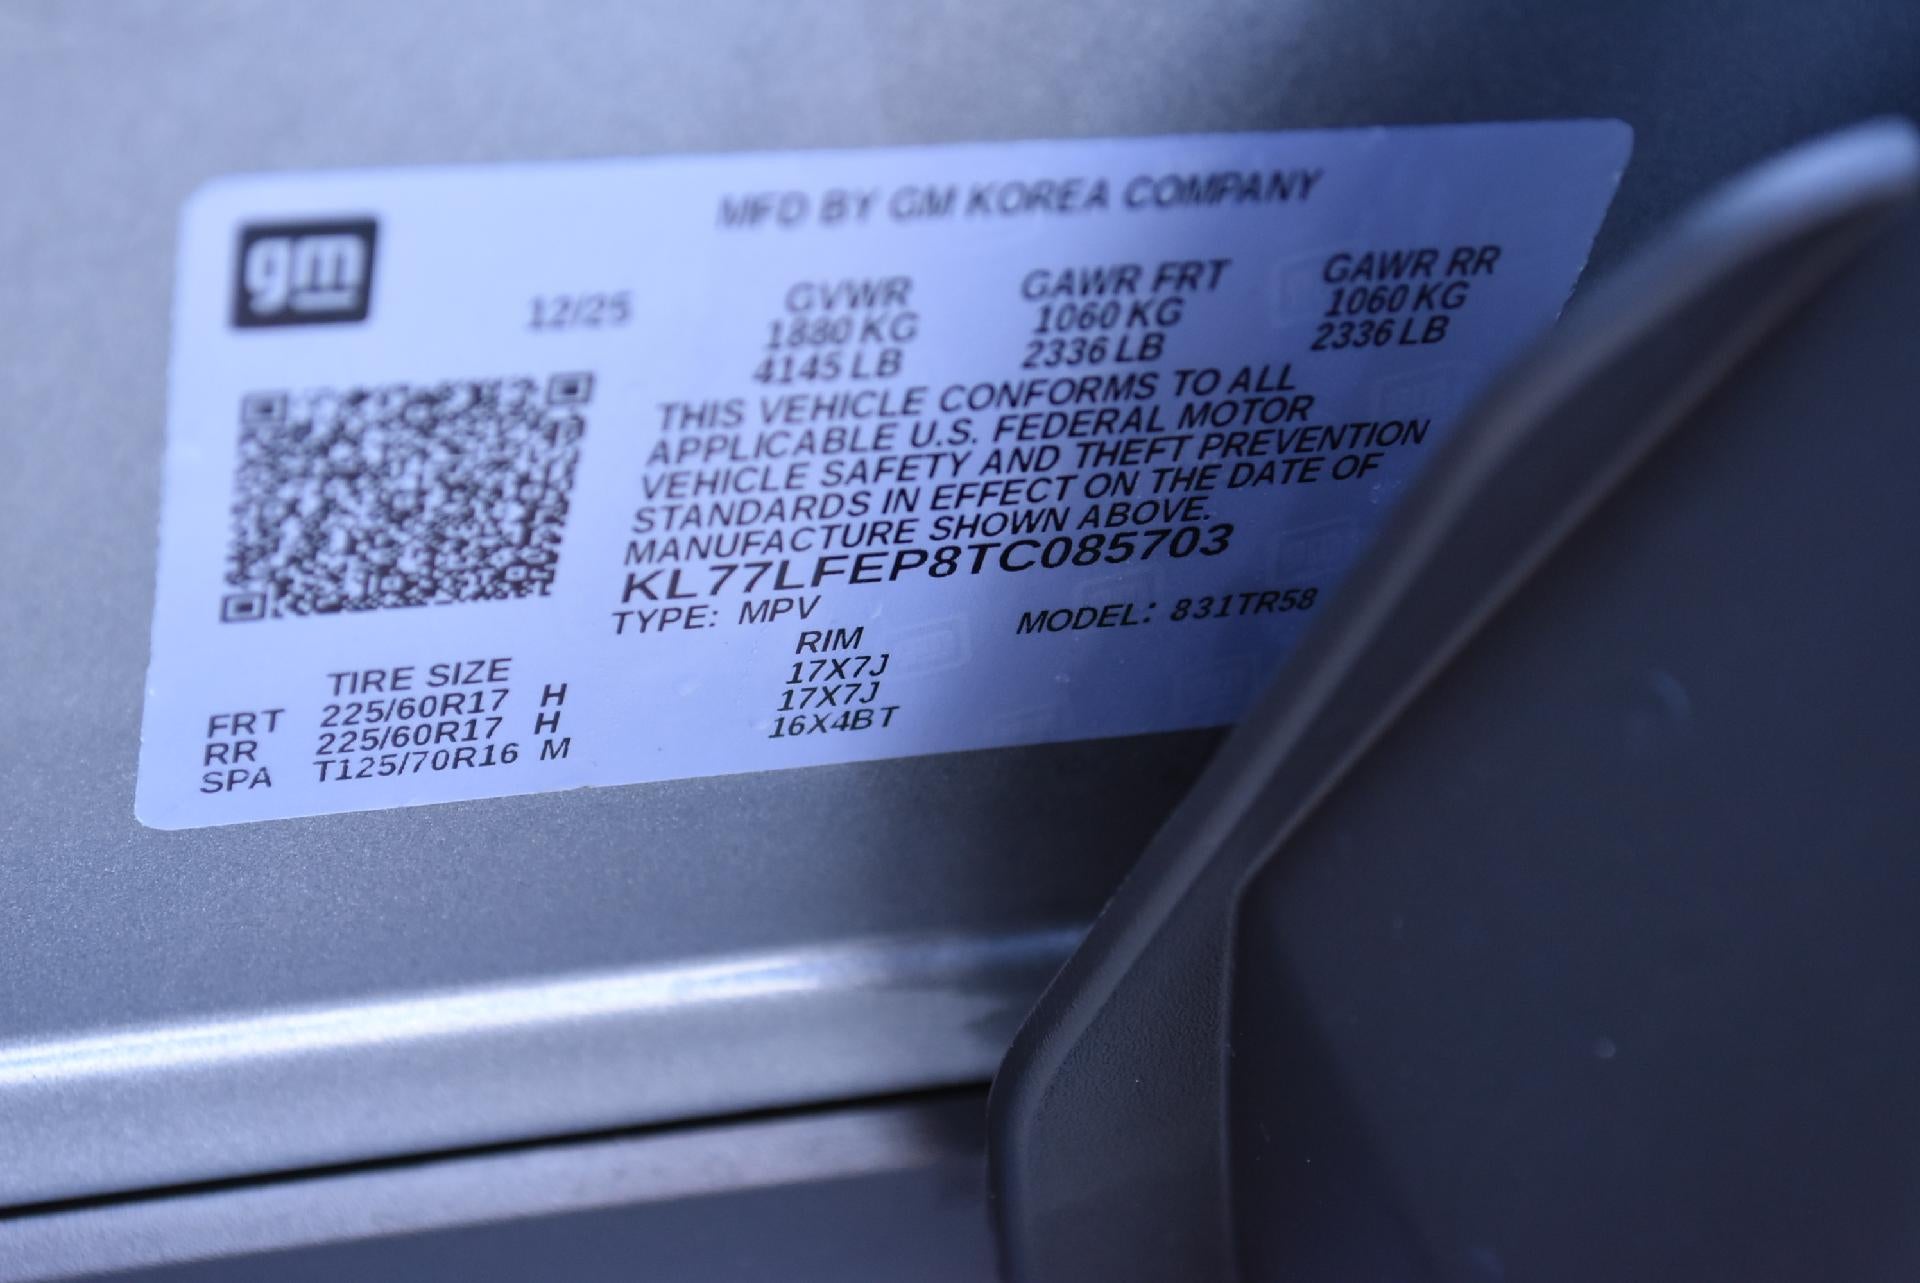 gm
MFD BY GM KOREA COMPANY
12/25 GVWR GAWR FRT GAWR RR
1880 KG 1060 KG 1060 KG
4145 LB 2336 LB 2336 LB
THIS VEHICLE CONFORMS TO ALL
APPLICABLE U.S. FEDERAL MOTOR
VEHICLE SAFETY AND THEFT PREVENTION
STANDARDS IN EFFECT ON THE DATE OF
MANUFACTURE SHOWN ABOVE.
KL77LFEP8TC085703
TYPE: MPV MODEL: 831TR58
TIRE SIZE RIM
FRT 225/60R17 H 17X7J
RR 225/60R17 H 17X7J
SPA T125/70R16 M 16X4BT